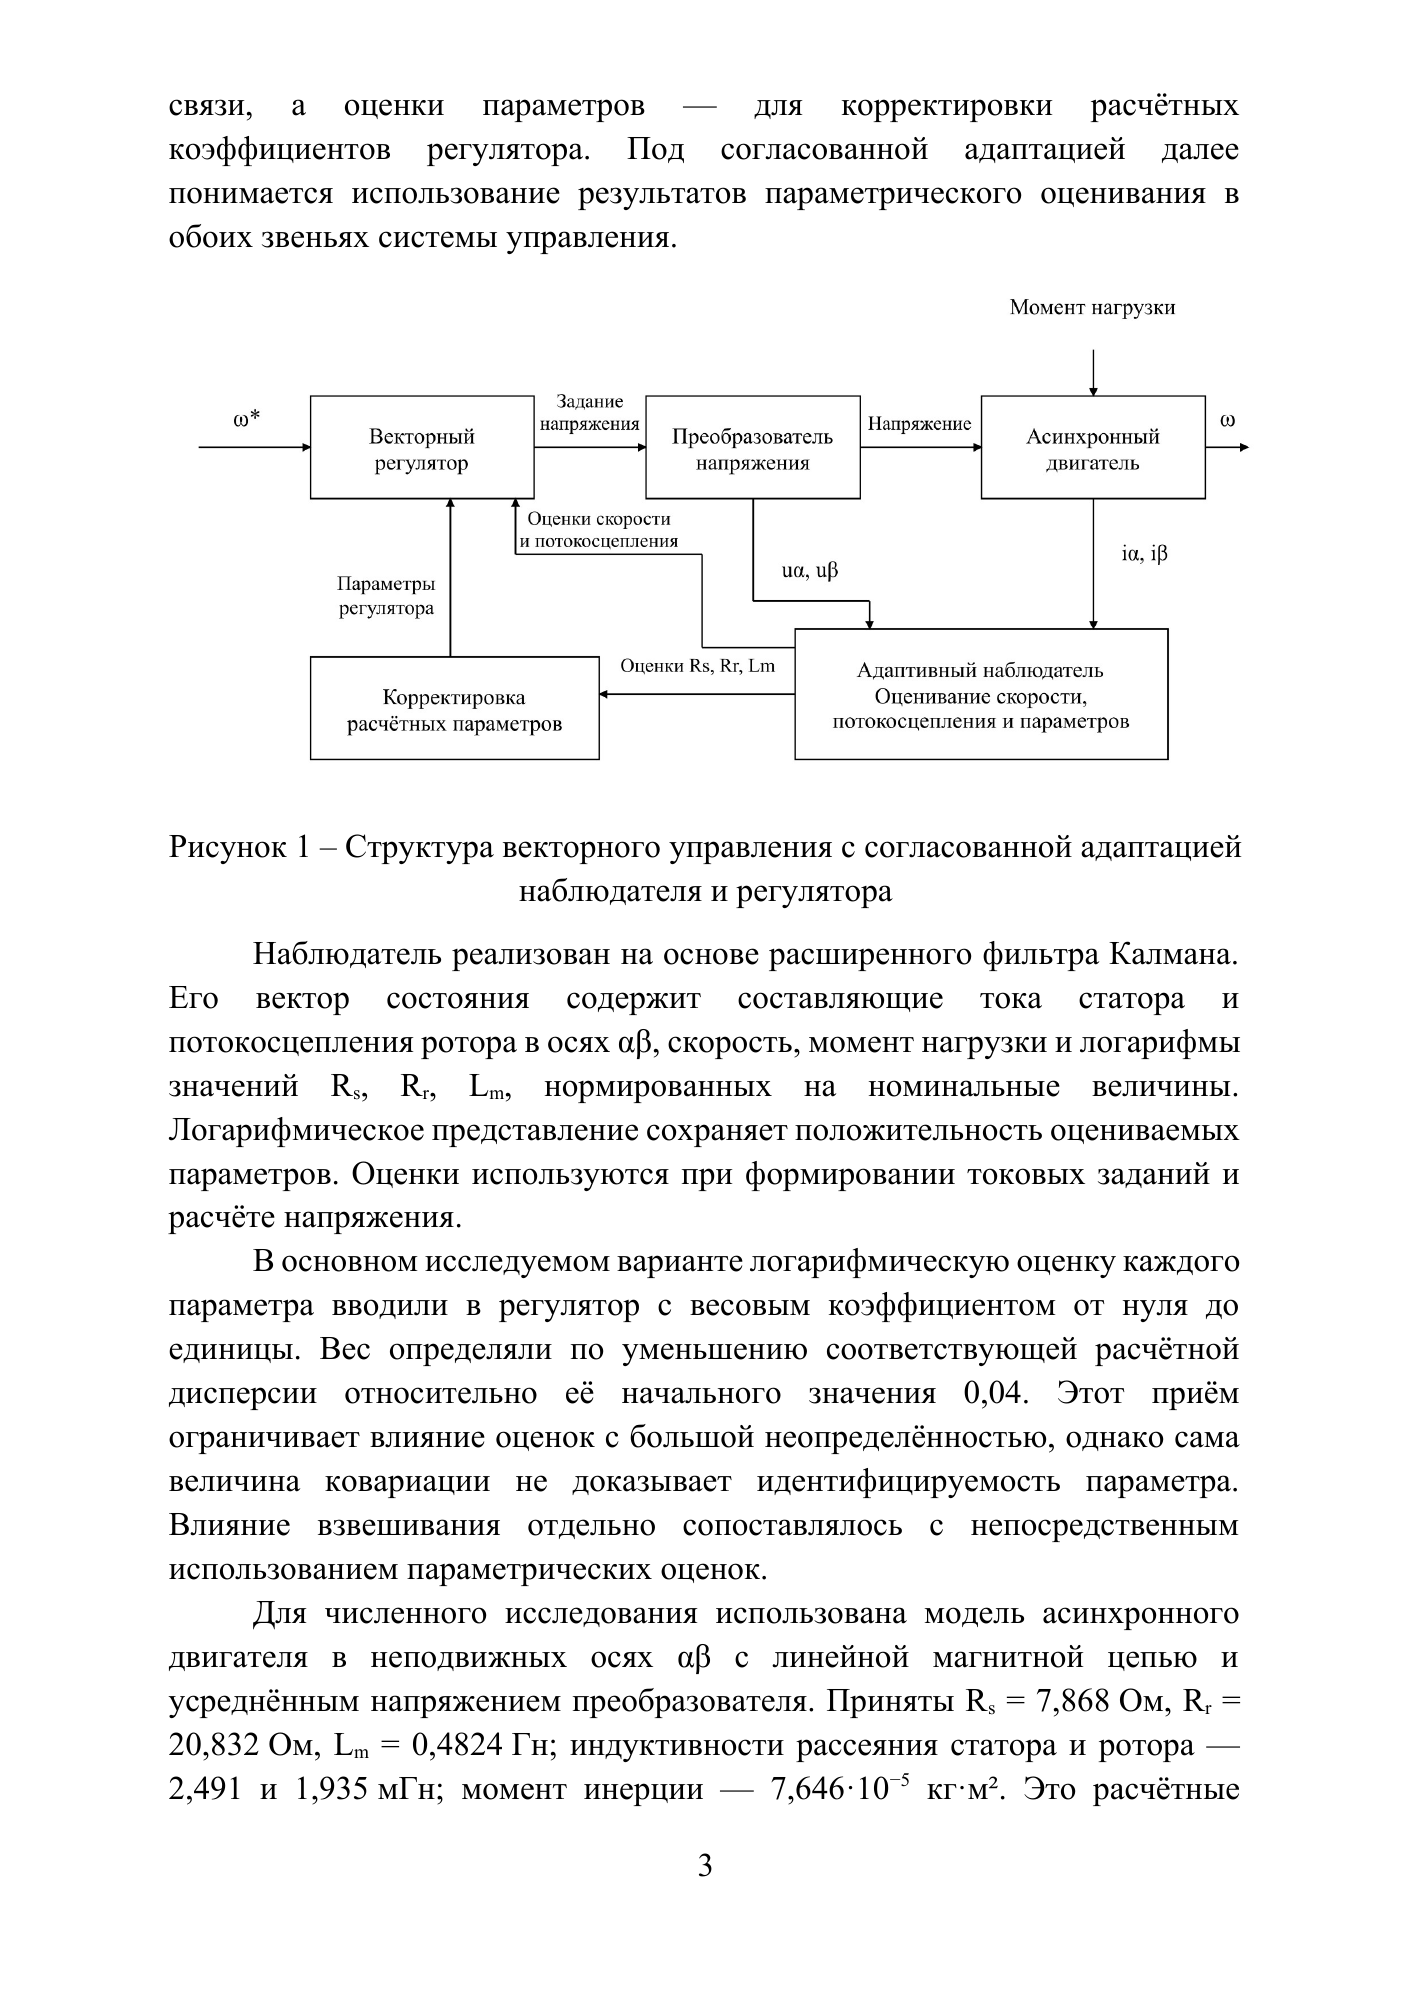 связи, а оценки параметров — для корректировки расчётных
коэффициентов регулятора. Под согласованной адаптацией далее
понимается использование результатов параметрического оценивания в
обоих звеньях системы управления.
Момент нагрузки
ω*
Векторный
регулятор
Задание
напряжения
Преобразователь
напряжения
Напряжение
Асинхронный
двигатель
ω
Оценки скорости
и потокосцепления
uα, uβ
iα, iβ
Параметры
регулятора
Оценки Rs, Rr, Lm
Корректировка
расчётных параметров
Адаптивный наблюдатель
Оценивание скорости,
потокосцепления и параметров
Рисунок 1 – Структура векторного управления с согласованной адаптацией
наблюдателя и регулятора
Наблюдатель реализован на основе расширенного фильтра Калмана.
Его вектор состояния содержит составляющие тока статора и
потокосцепления ротора в осях αβ, скорость, момент нагрузки и логарифмы
значений Rₛ, Rᵣ, Lₘ, нормированных на номинальные величины.
Логарифмическое представление сохраняет положительность оцениваемых
параметров. Оценки используются при формировании токовых заданий и
расчёте напряжения.
В основном исследуемом варианте логарифмическую оценку каждого
параметра вводили в регулятор с весовым коэффициентом от нуля до
единицы. Вес определяли по уменьшению соответствующей расчётной
дисперсии относительно её начального значения 0,04. Этот приём
ограничивает влияние оценок с большой неопределённостью, однако сама
величина ковариации не доказывает идентифицируемость параметра.
Влияние взвешивания отдельно сопоставлялось с непосредственным
использованием параметрических оценок.
Для численного исследования использована модель асинхронного
двигателя в неподвижных осях αβ с линейной магнитной цепью и
усреднённым напряжением преобразователя. Приняты Rₛ = 7,868 Ом, Rᵣ =
20,832 Ом, Lₘ = 0,4824 Гн; индуктивности рассеяния статора и ротора —
2,491 и 1,935 мГн; момент инерции — 7,646·10⁻⁵ кг·м². Это расчётные
3